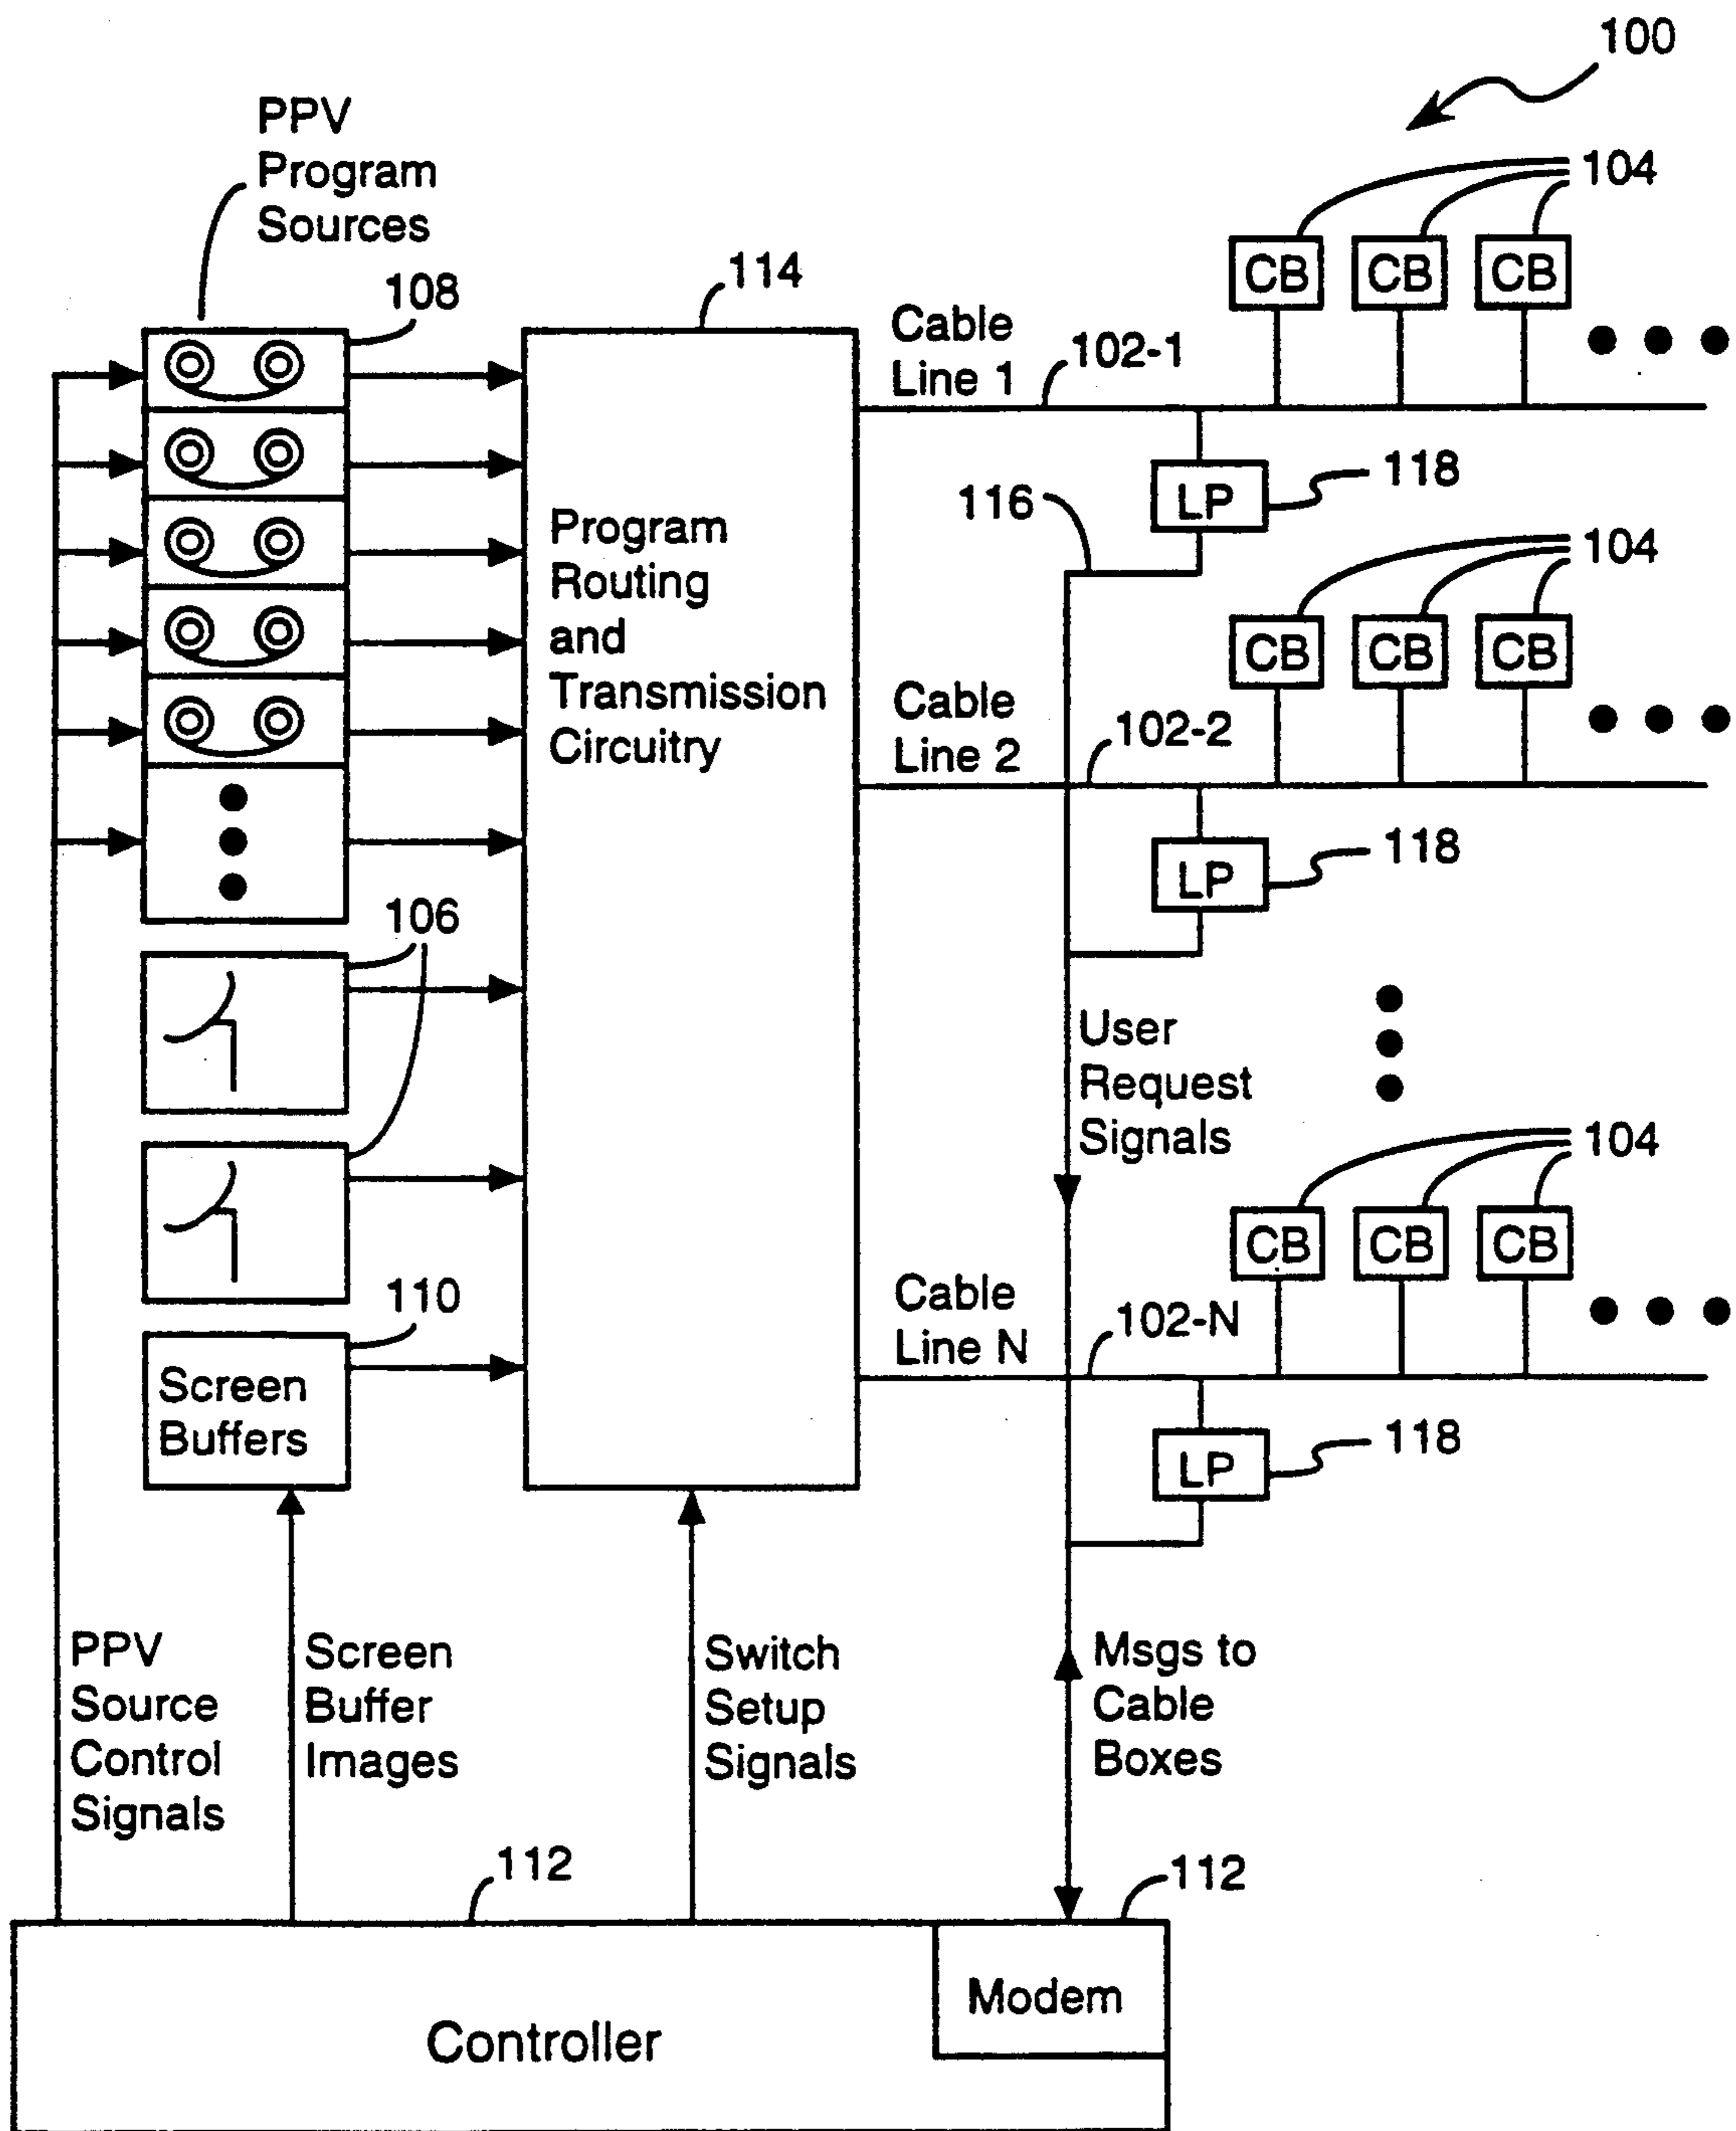 100
PPV
Program
Sources
108
114
Cable
Line 1
102-1
104
CB CB CB
116
LP
118
Program
Routing
and
Transmission
Circuitry
104
CB CB CB
Cable
Line 2
102-2
LP
118
106
User
Request
Signals
104
CB CB CB
Cable
Line N
102-N
110
Screen
Buffers
LP
118
PPV
Source
Control
Signals
Screen
Buffer
Images
Switch
Setup
Signals
Msgs to
Cable
Boxes
112
112
Modem
Controller